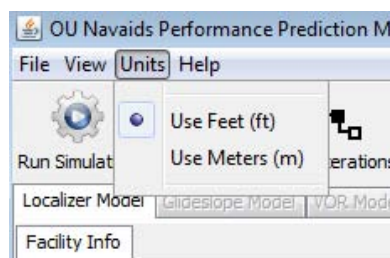 OU Navaids Performance Prediction M
File View Units Help
Use Feet (ft)
Use Meters (m)
Run Simulat
erations
Localizer Model Glideslope Model VOR Mode
Facility Info